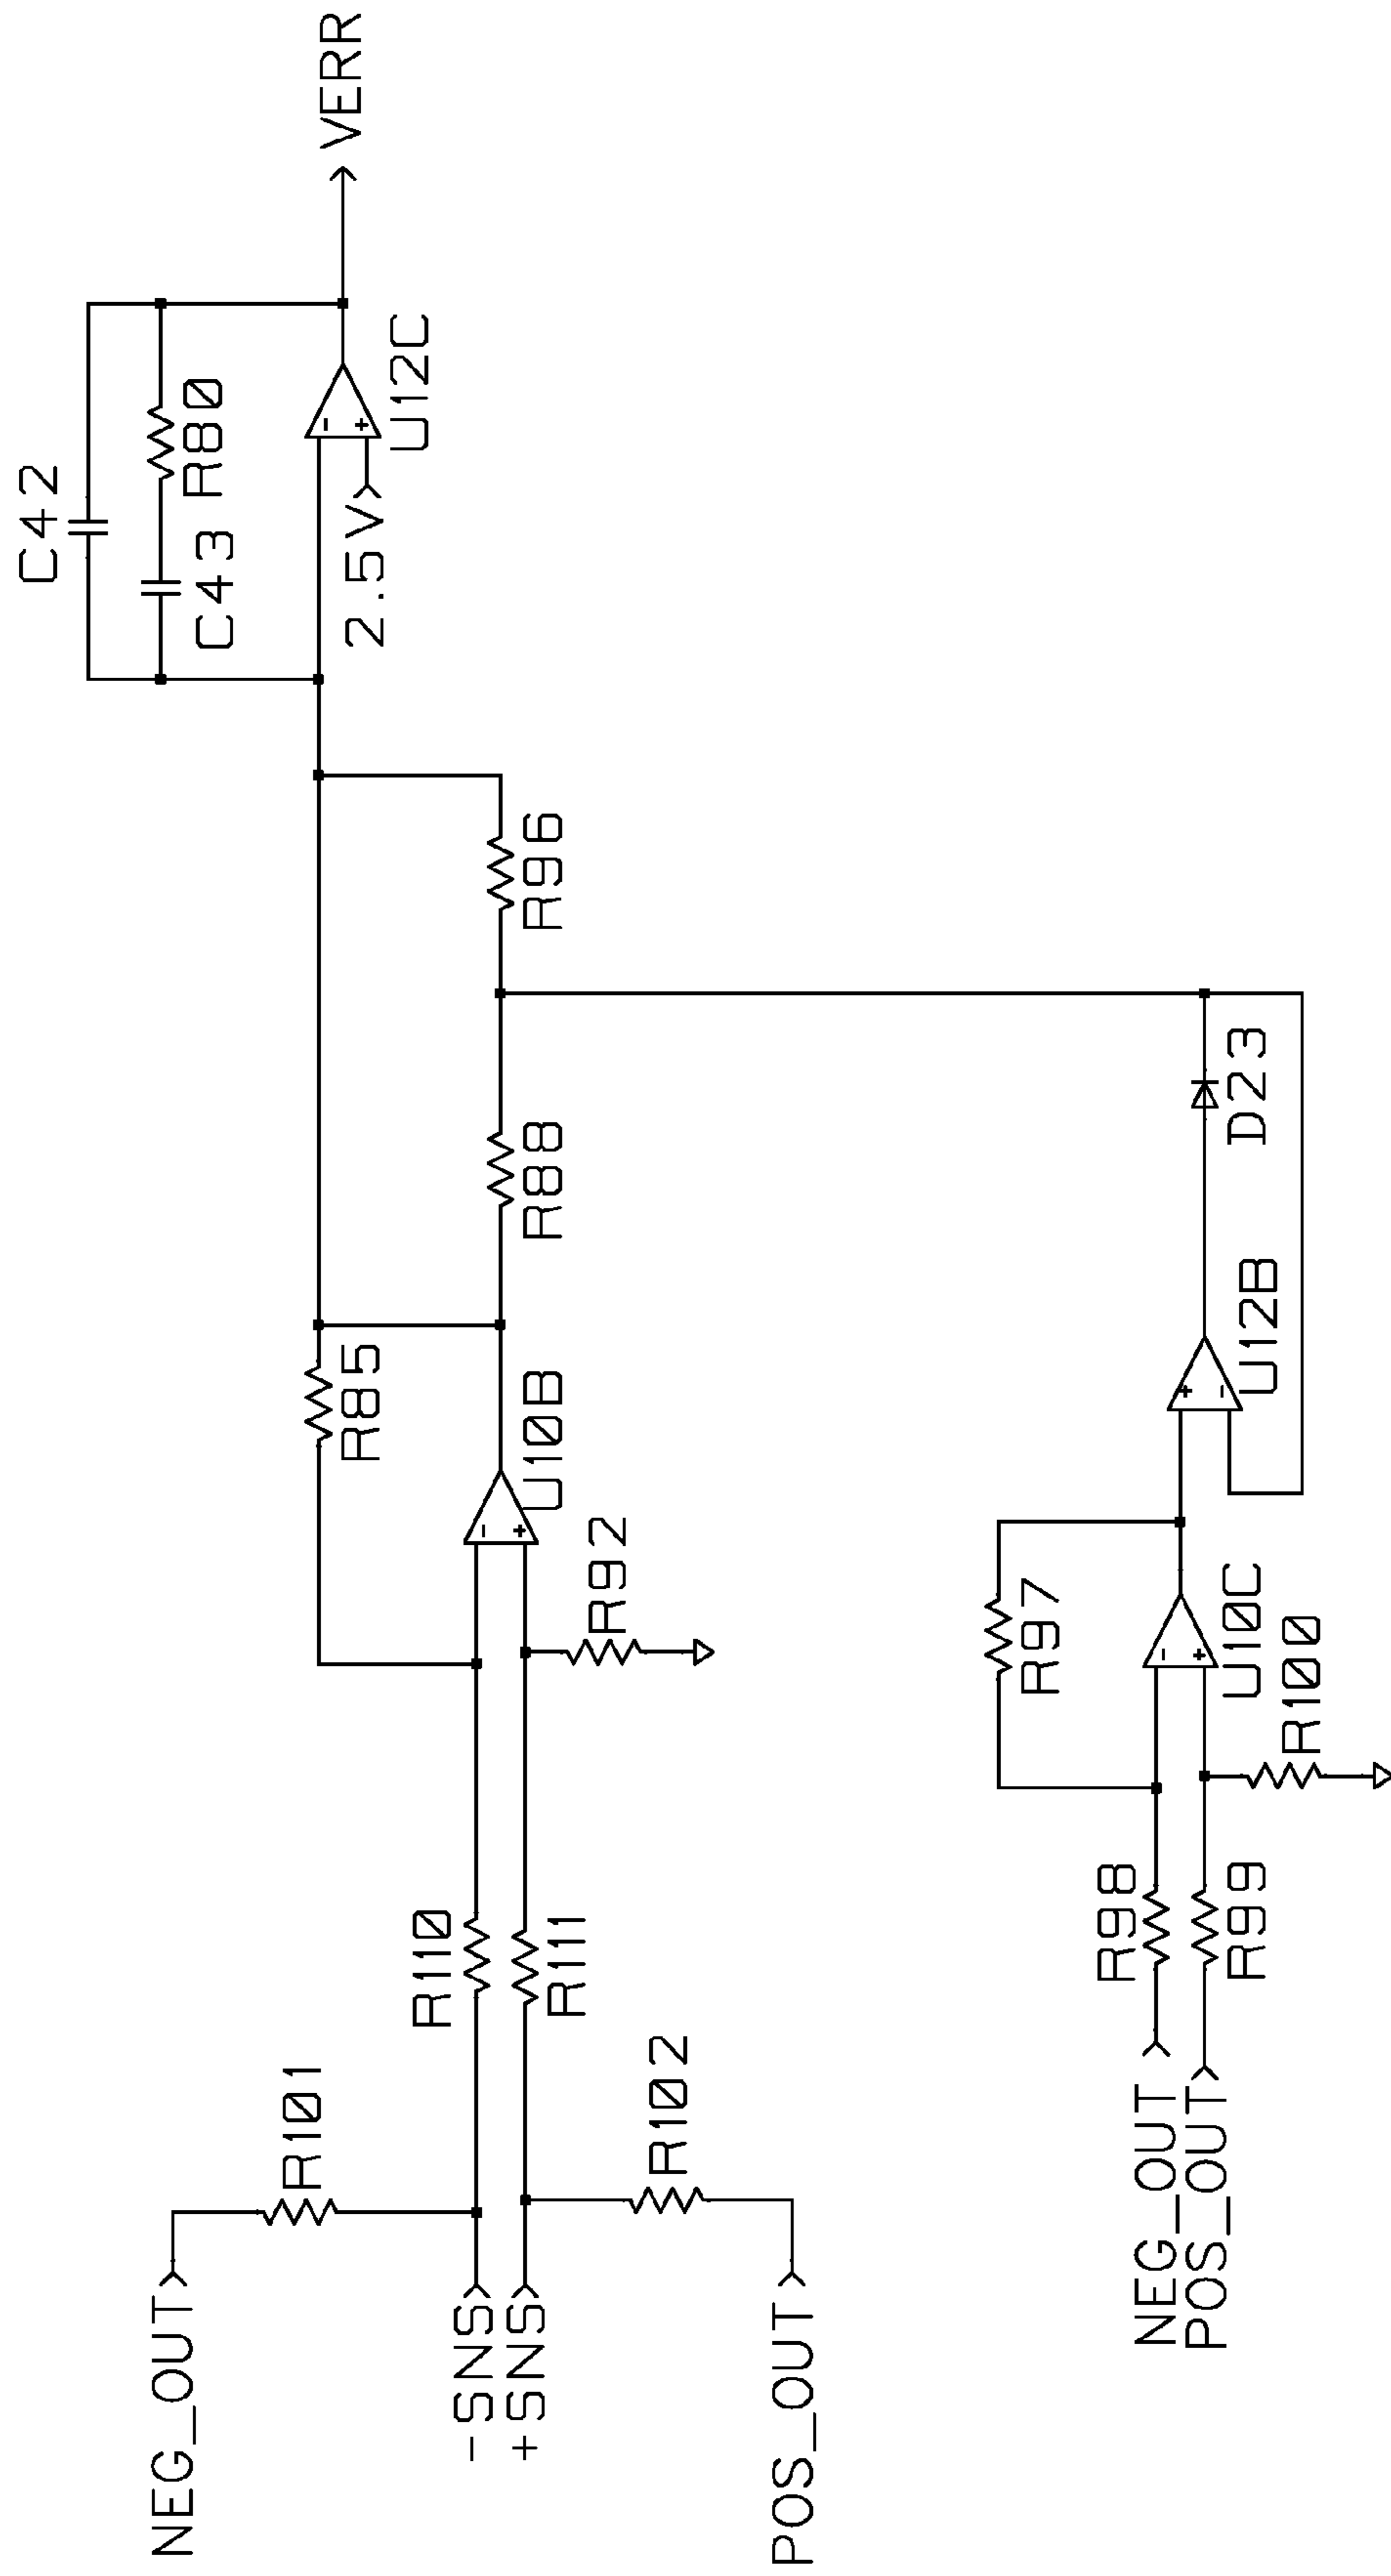 C42
C43
R80
VERR
U12C
2.5V
R96
R88
R85
U10B
R92
R110
R111
R101
NEG_OUT
-SNS
+SNS
R102
POS_OUT
D23
U12B
R97
U10C
R100
R98
R99
NEG_OUT
POS_OUT